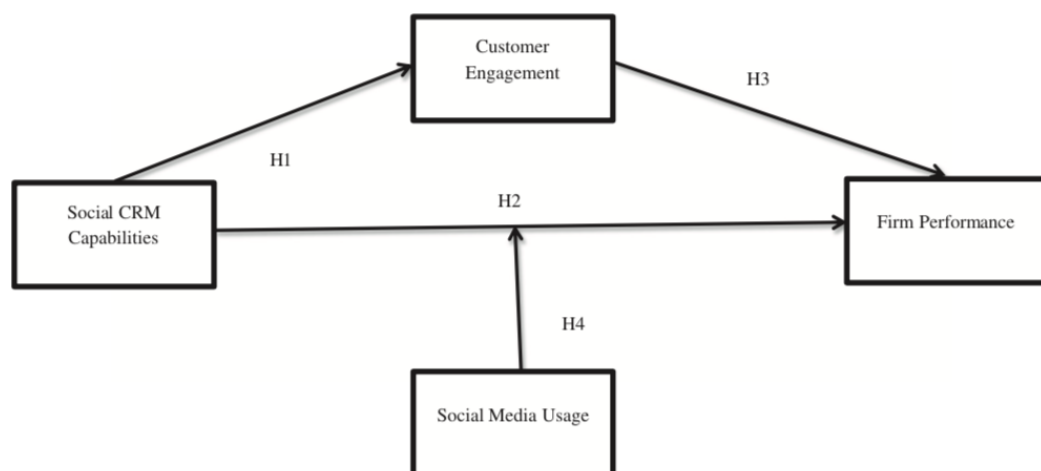 Customer
Engagement
H3
H1
Social CRM
Capabilities
H2
Firm Performance
H4
Social Media Usage